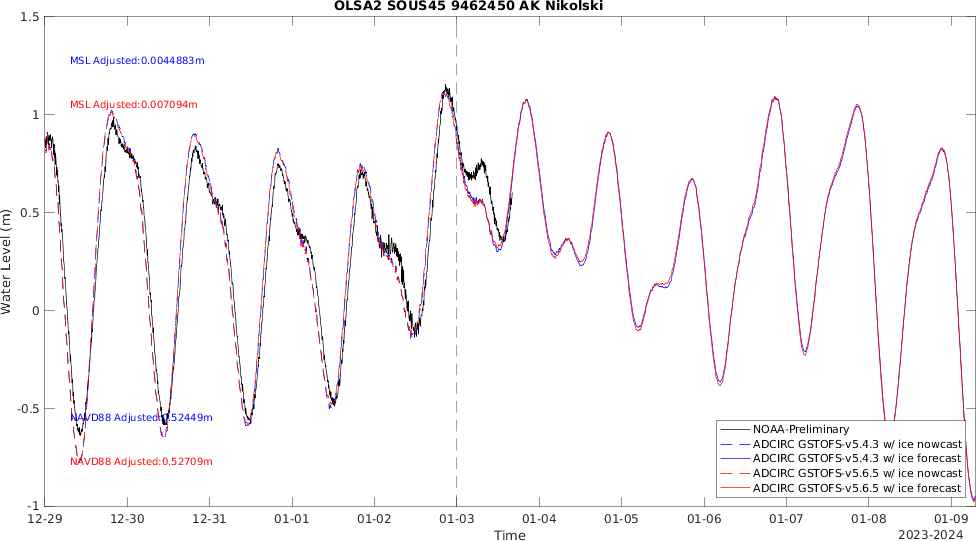 OLSA2 SOUS45 9462450 AK Nikolski
MSL Adjusted:0.0044883m
MSL Adjusted:0.007094m
NAVD88 Adjusted:0.52449m
NAVD88 Adjusted:0.52709m
Water Level (m)
1.5
1
0.5
0
-0.5
-1
NOAA-Preliminary
ADCIRC GSTOFS-v5.4.3 w/ ice nowcast
ADCIRC GSTOFS-v5.4.3 w/ ice forecast
ADCIRC GSTOFS-v5.6.5 w/ ice nowcast
ADCIRC GSTOFS-v5.6.5 w/ ice forecast
12-29 12-30 12-31 01-01 01-02 01-03 01-04 01-05 01-06 01-07 01-08 01-09
Time
2023-2024